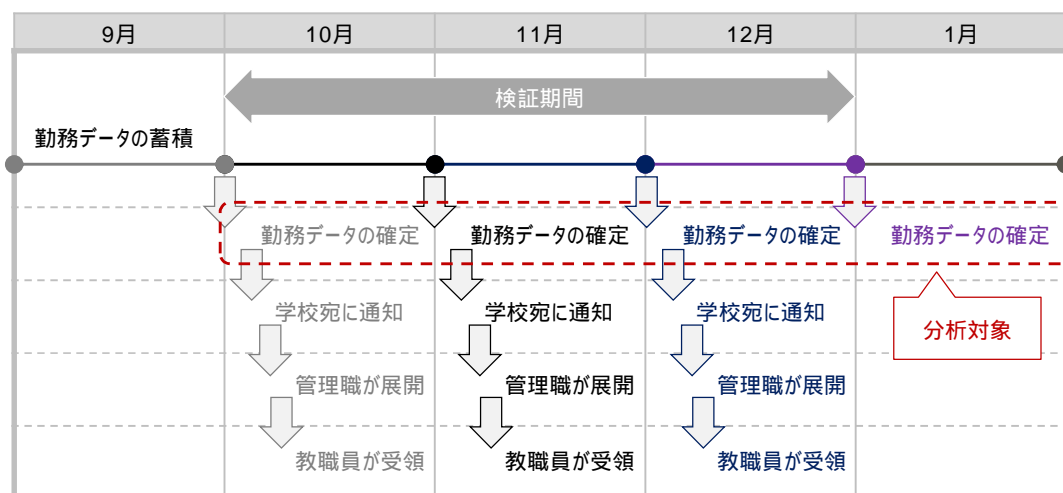 9月
10月
11月
12月
1月
検証期間
勤務データの蓄積
勤務データの確定
勤務データの確定
勤務データの確定
勤務データの確定
学校宛に通知
学校宛に通知
学校宛に通知
分析対象
管理職が展開
管理職が展開
管理職が展開
教職員が受領
教職員が受領
教職員が受領